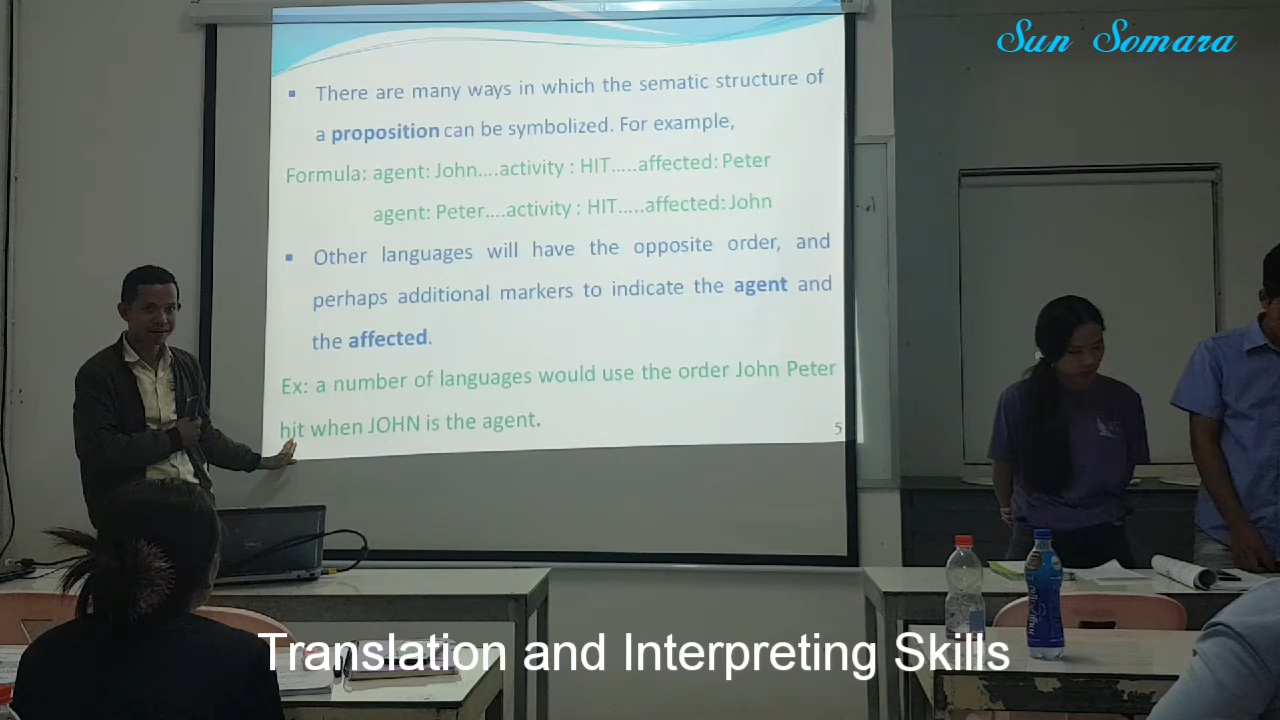 Sun Somara
There are many ways in which the sematic structure of
a proposition can be symbolized. For example,
Formula: agent: John....activity : HIT.....affected: Peter
agent: Peter....activity : HIT.....affected: John
Other languages will have the opposite order, and
perhaps additional markers to indicate the agent and
the affected.
Ex: a number of languages would use the order John Peter
hit when JOHN is the agent.
5
Translation and Interpreting Skills